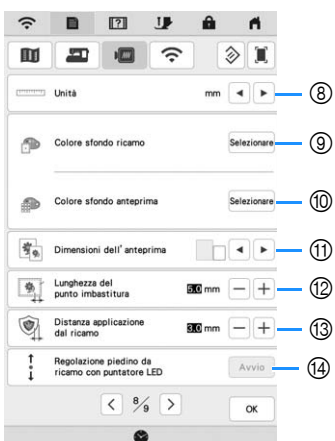 Unità mm ⑧
Colore sfondo ricamo Selezionare ⑨
Colore sfondo anteprima Selezionare ⑩
Dimensioni dell'anteprima ⑪
Lunghezza del
punto imbastitura 5.0 mm − + ⑫
Distanza applicazione
dal ricamo 3.0 mm − + ⑬
Regolazione piedino da
ricamo con puntatore LED Avvio ⑭
< 8/9 > OK